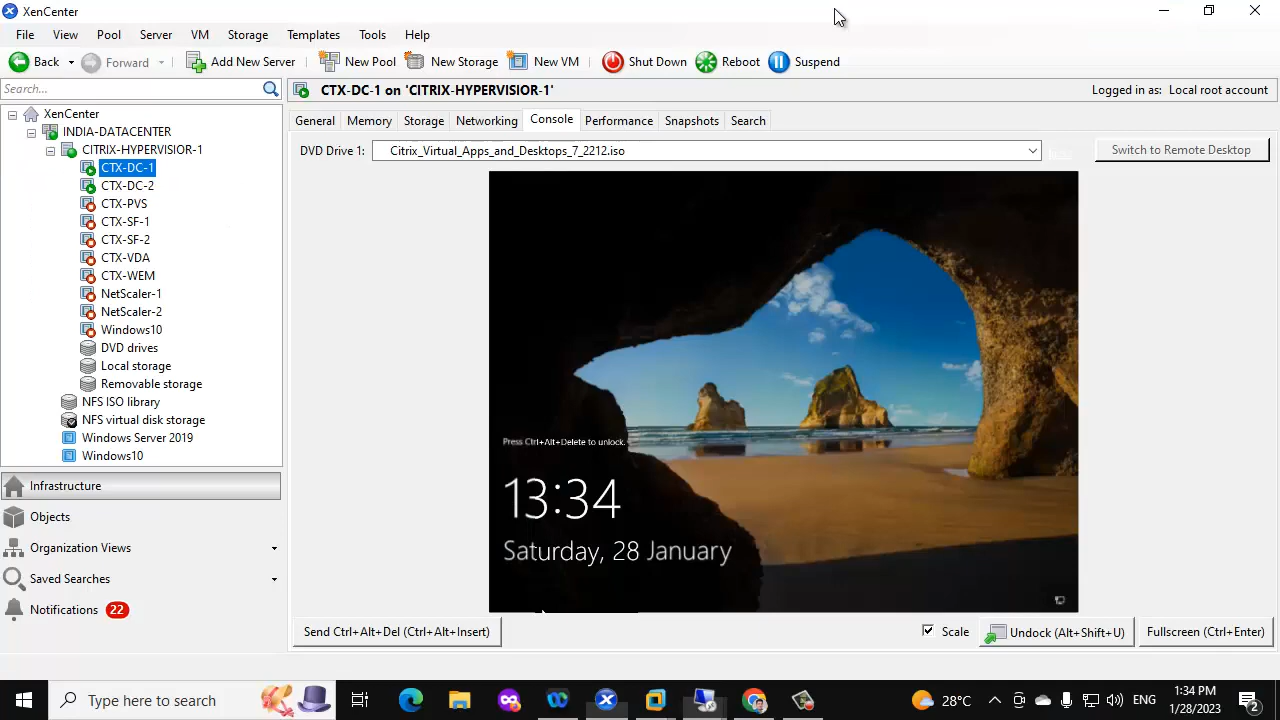 XenCenter
File View Pool Server VM Storage Templates Tools Help
Back Forward Add New Server New Pool New Storage New VM Shut Down Reboot Suspend
Search...
CTX-DC-1 on 'CITRIX-HYPERVISIOR-1'
Logged in as: Local root account
XenCenter
INDIA-DATACENTER
CITRIX-HYPERVISIOR-1
CTX-DC-1
CTX-DC-2
CTX-PVS
CTX-SF-1
CTX-SF-2
CTX-VDA
CTX-WEM
NetScaler-1
NetScaler-2
Windows10
DVD drives
Local storage
Removable storage
NFS ISO library
NFS virtual disk storage
Windows Server 2019
Windows10
Infrastructure
Objects
Organization Views
Saved Searches
Notifications 22
General Memory Storage Networking Console Performance Snapshots Search
DVD Drive 1: Citrix_Virtual_Apps_and_Desktops_7_2212.iso
Switch to Remote Desktop
Press Ctrl+Alt+Delete to unlock.
13:34
Saturday, 28 January
Send Ctrl+Alt+Del (Ctrl+Alt+Insert)
Scale
Undock (Alt+Shift+U)
Fullscreen (Ctrl+Enter)
Type here to search
28°C
ENG
1:34 PM
1/28/2023
2